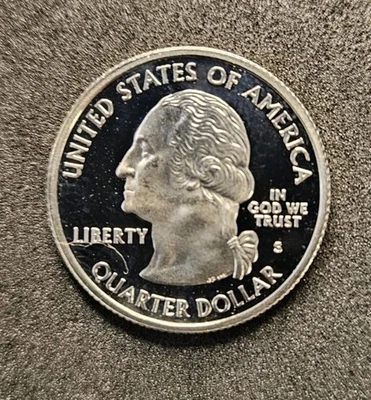 UNITED STATES OF AMERICA
LIBERTY
IN
GOD WE
TRUST
S
QUARTER DOLLAR